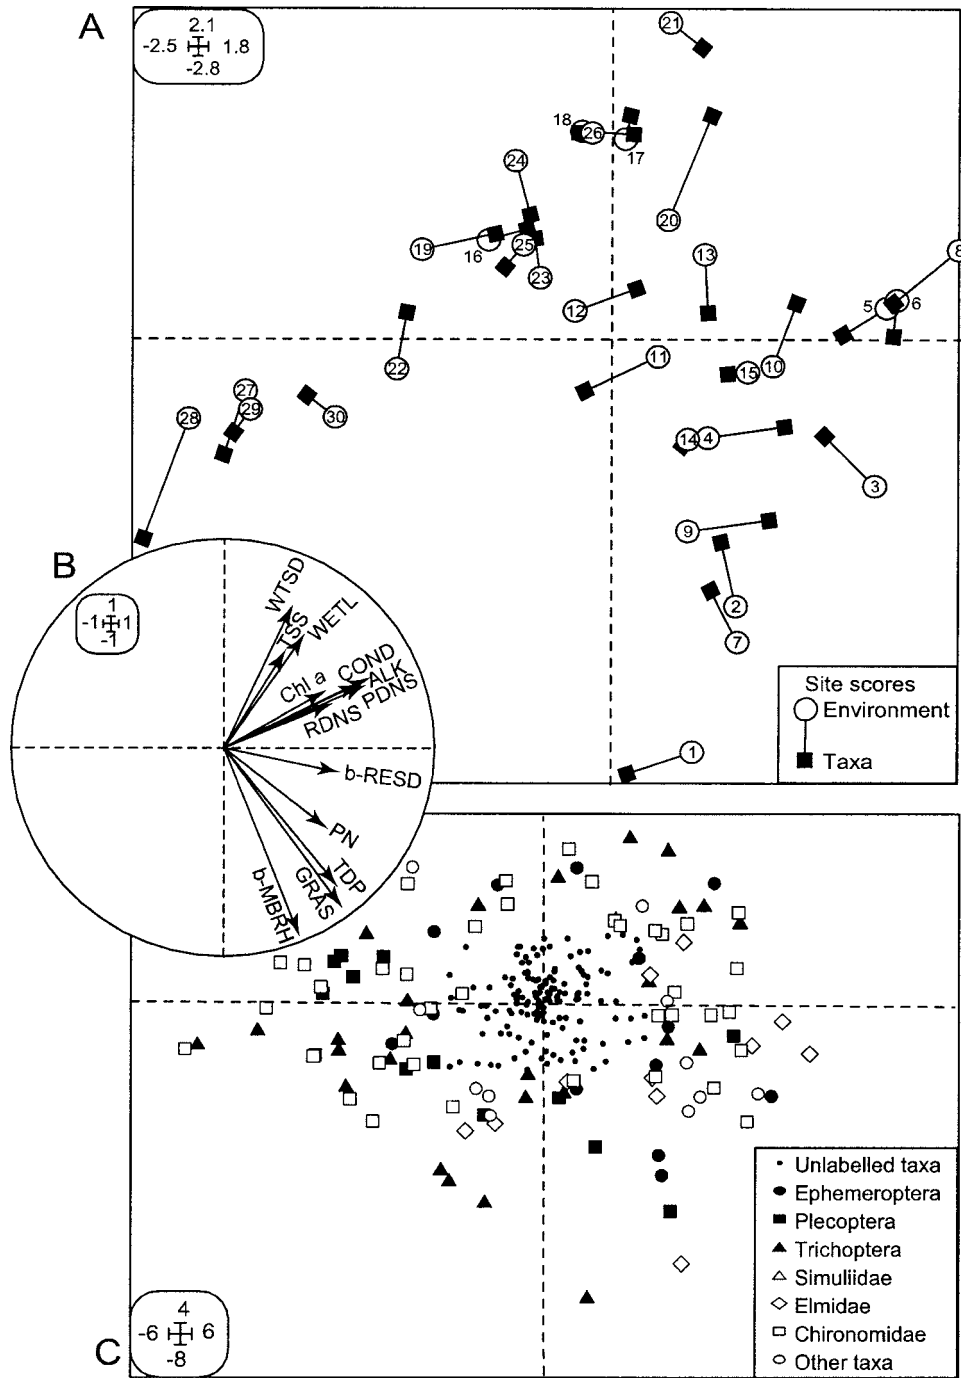 A
2.1
-2.5 1.8
-2.8
21
18 26 17
24
20
19 16 25 23
13
8
12
5 6
11
22
15 10
27
28 29 30
14 4
3
9
2
7
1
Site scores
Environment
Taxa
B
1
-1 1
-1
WTSD
TSS
WETL
Chl a
COND
ALK
PDNS
RDNS
b-RESD
PN
TDP
GRAS
b-MBRH
Unlabelled taxa
Ephemeroptera
Plecoptera
Trichoptera
Simuliidae
Elmidae
Chironomidae
Other taxa
4
-6 6
-8
C